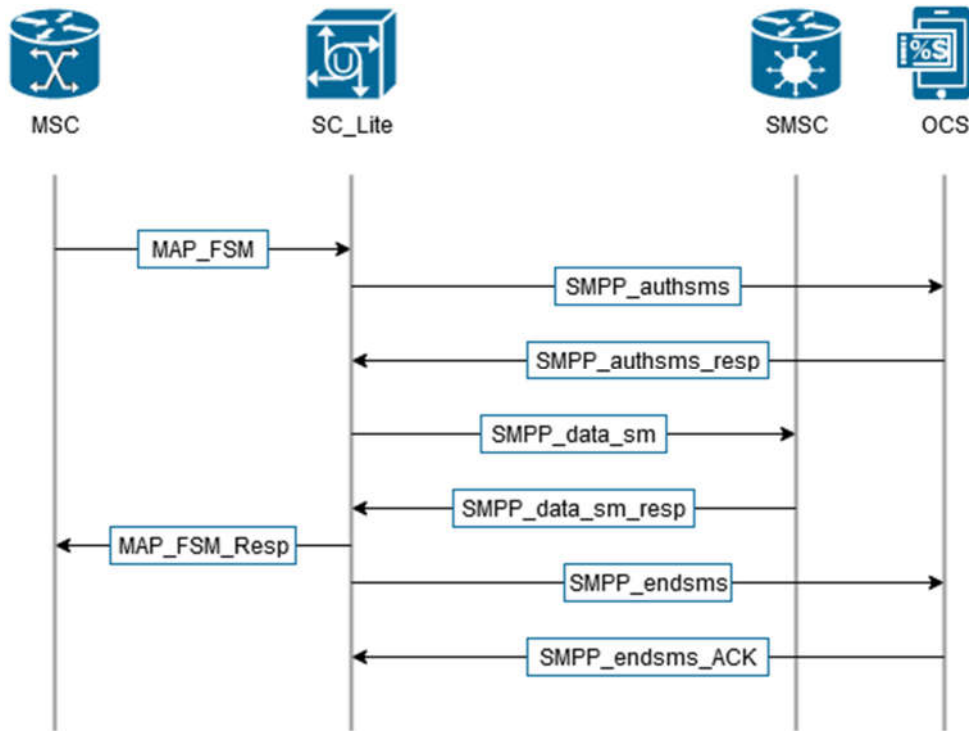 U
%S
MSC
SC_Lite
SMSC
OCS
MAP_FSM
SMPP_authsms
SMPP_authsms_resp
SMPP_data_sm
SMPP_data_sm_resp
MAP_FSM_Resp
SMPP_endsms
SMPP_endsms_ACK